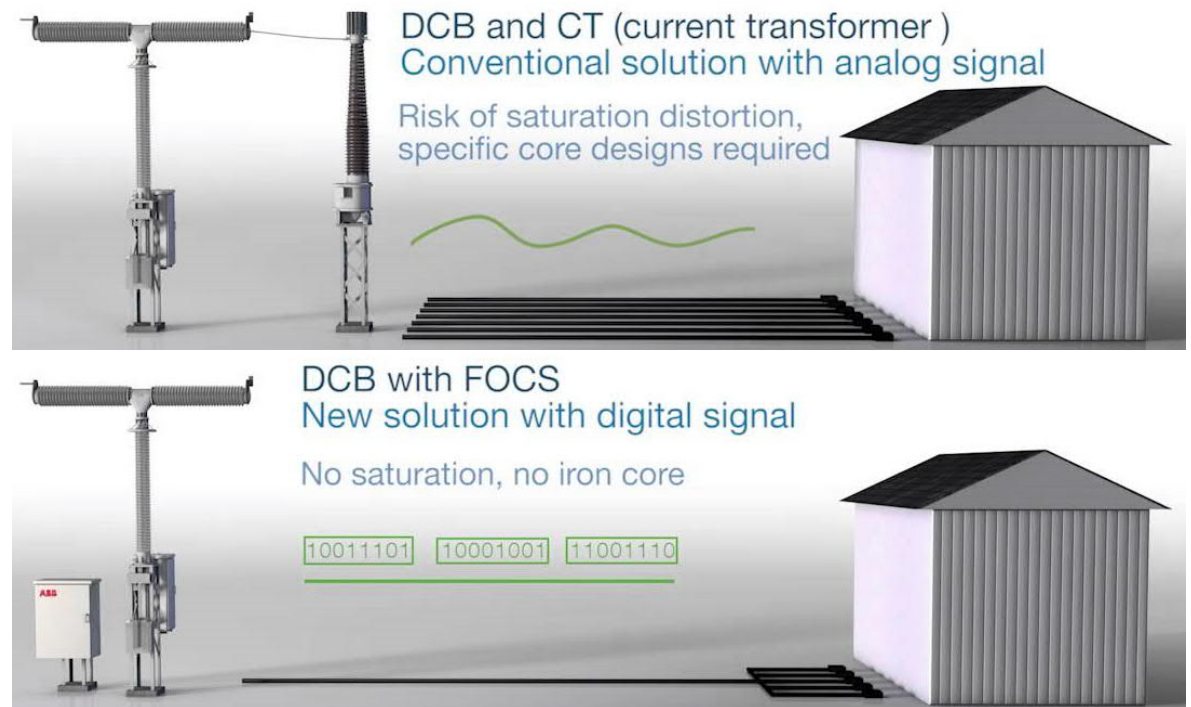 DCB and CT (current transformer )
Conventional solution with analog signal
Risk of saturation distortion,
specific core designs required
DCB with FOCS
New solution with digital signal
No saturation, no iron core
10011101 10001001 11001110
ABB